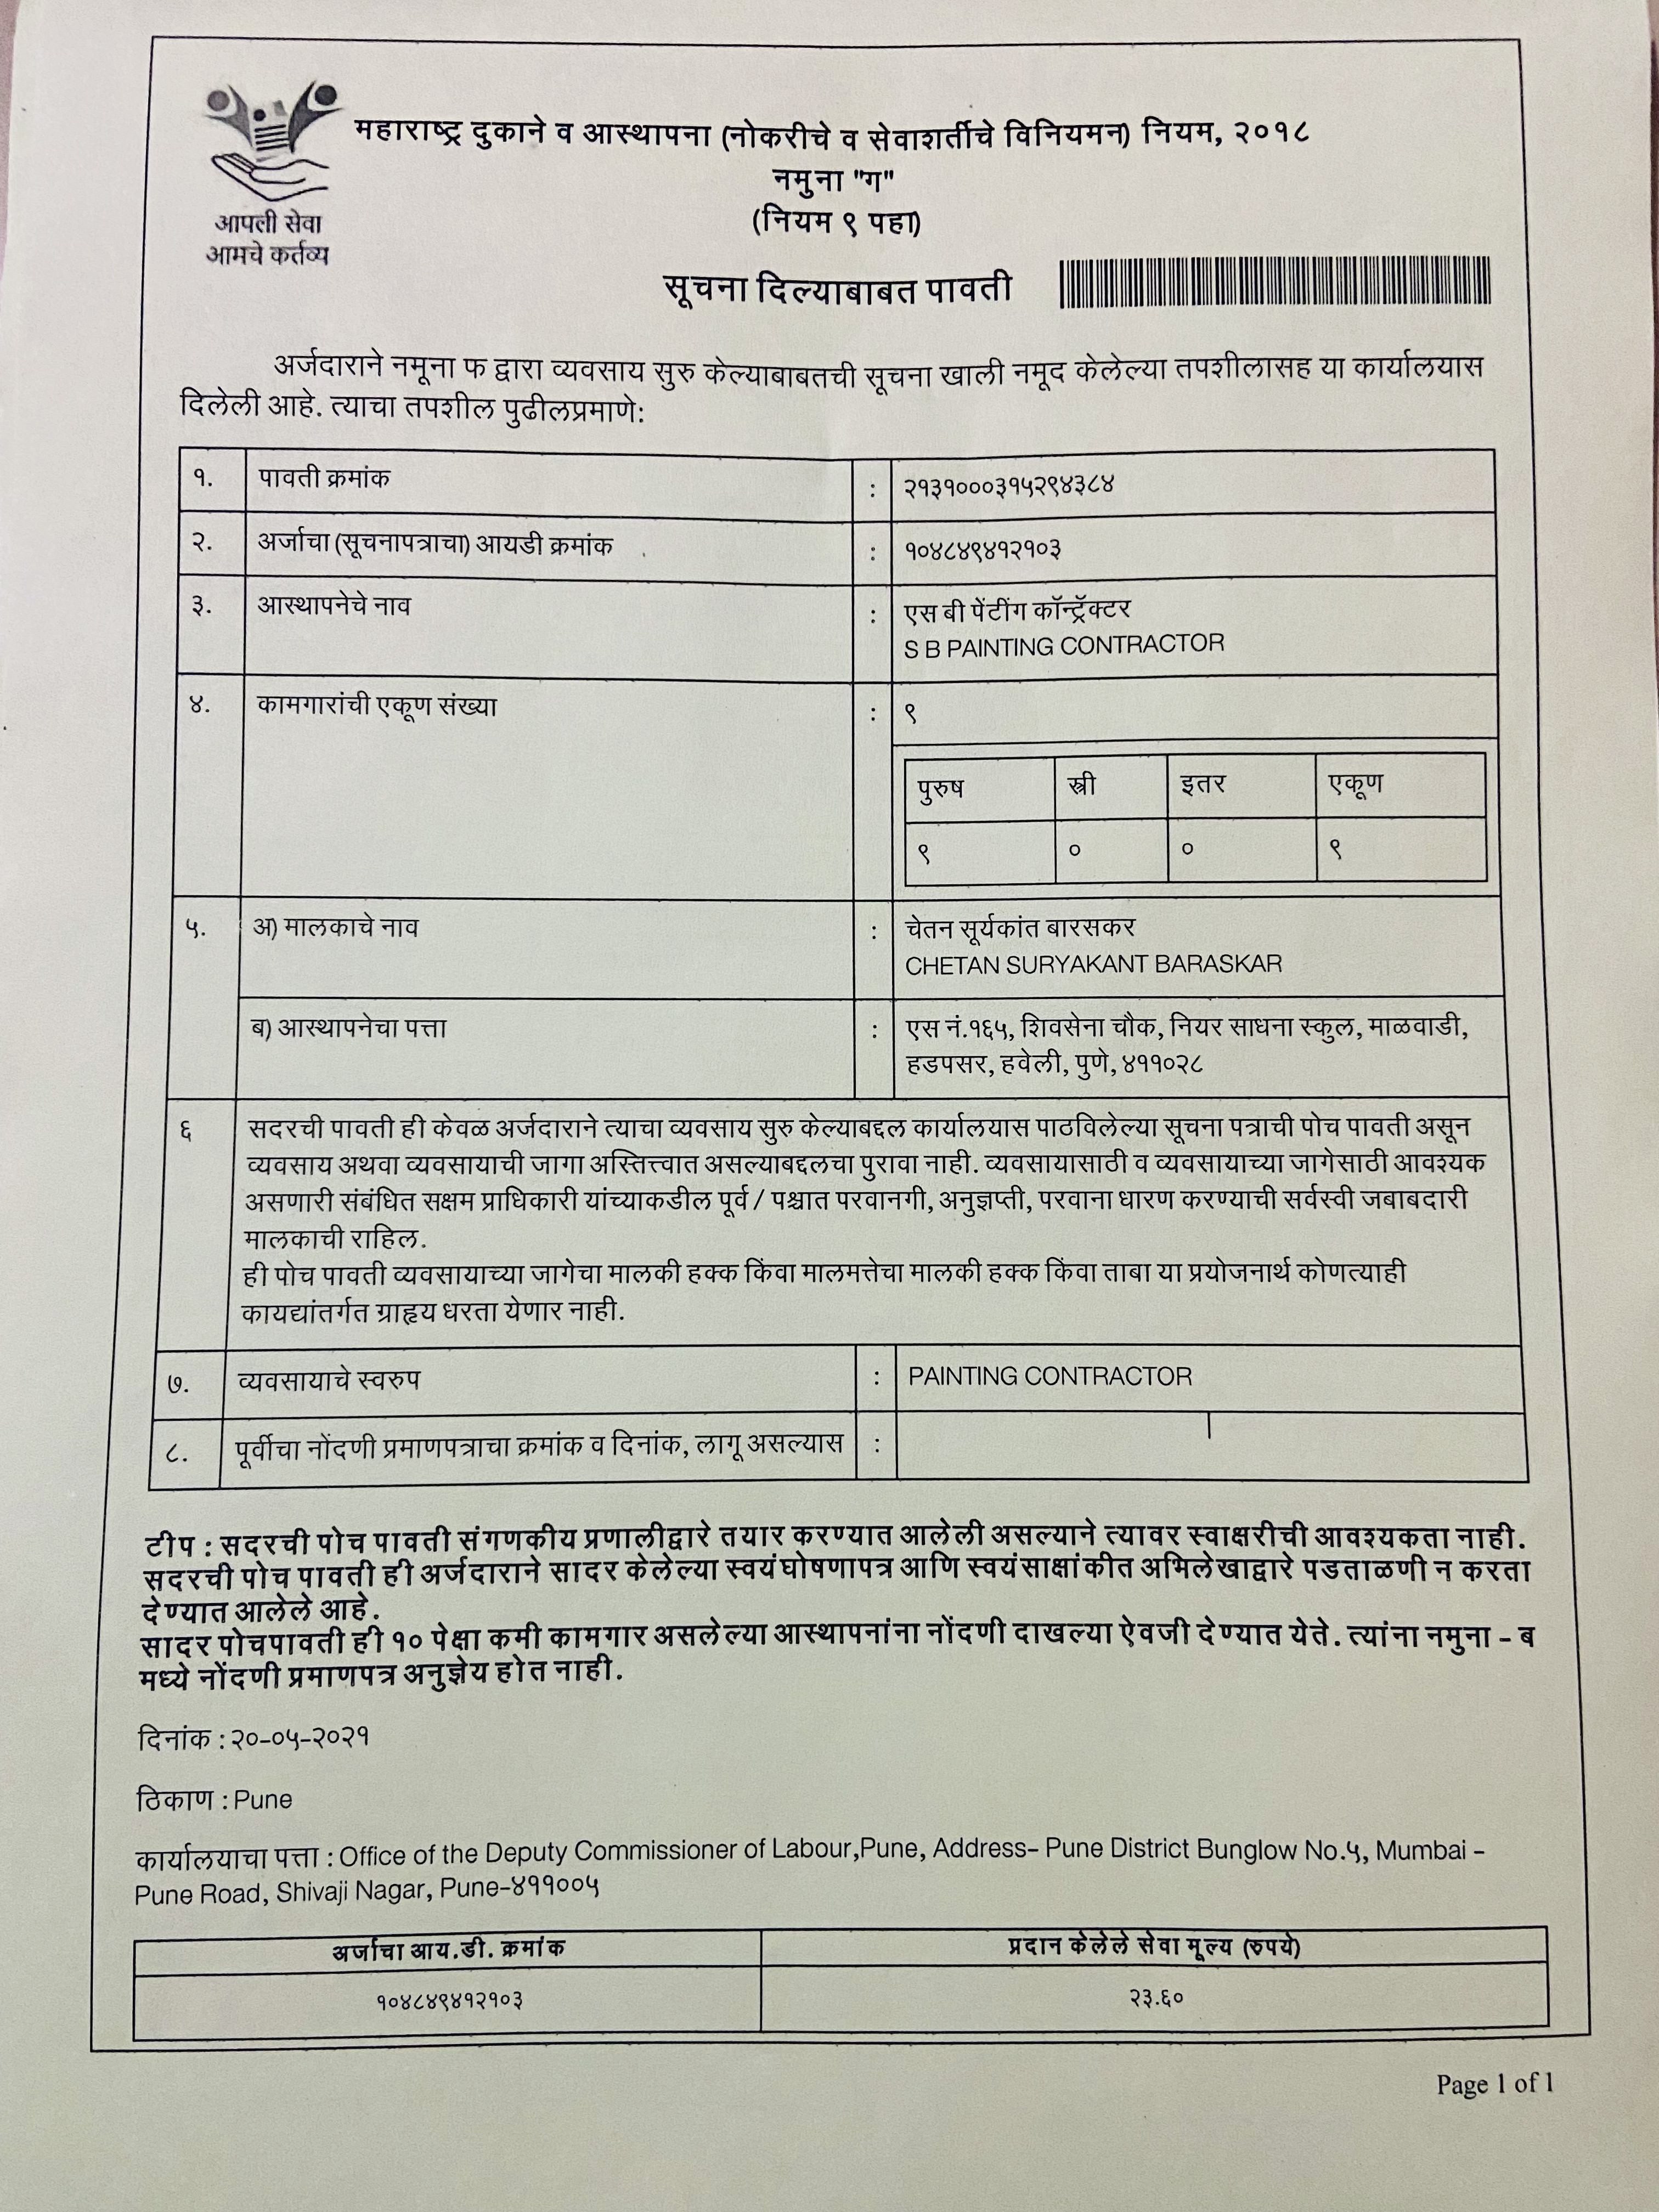 महाराष्ट्र दुकाने व आस्थापना (नोकरीचे व सेवाशर्तीचे विनियमन) नियम, २०१८
नमुना "ग"
(नियम ९ पहा)
आपली सेवा
आमचे कर्तव्य
सूचना दिल्याबाबत पावती
अर्जदाराने नमूना फ द्वारा व्यवसाय सुरु केल्याबाबतची सूचना खाली नमूद केलेल्या तपशीलासह या कार्यालयास
दिलेली आहे. त्याचा तपशील पुढीलप्रमाणे:
१. पावती क्रमांक : २१३१०००३१५२९४३८४
२. अर्जाचा (सूचनापत्राचा) आयडी क्रमांक : १०४८४९४१२१०३
३. आस्थापनेचे नाव : एस बी पेंटींग कॉन्ट्रॅक्टर
S B PAINTING CONTRACTOR
४. कामगारांची एकूण संख्या : ९
पुरुष स्त्री इतर एकूण
९ ० ० ९
५. अ) मालकाचे नाव : चेतन सूर्यकांत बारसकर
CHETAN SURYAKANT BARASKAR
ब) आस्थापनेचा पत्ता : एस नं.१६५, शिवसेना चौक, नियर साधना स्कुल, माळवाडी,
हडपसर, हवेली, पुणे, ४११०२८
६ सदरची पावती ही केवळ अर्जदाराने त्याचा व्यवसाय सुरु केल्याबद्दल कार्यालयास पाठविलेल्या सूचना पत्राची पोच पावती असून
व्यवसाय अथवा व्यवसायाची जागा अस्तित्त्वात असल्याबद्दलचा पुरावा नाही. व्यवसायासाठी व व्यवसायाच्या जागेसाठी आवश्यक
असणारी संबंधित सक्षम प्राधिकारी यांच्याकडील पूर्व / पश्चात परवानगी, अनुज्ञप्ती, परवाना धारण करण्याची सर्वस्वी जबाबदारी
मालकाची राहिल.
ही पोच पावती व्यवसायाच्या जागेचा मालकी हक्क किंवा मालमत्तेचा मालकी हक्क किंवा ताबा या प्रयोजनार्थ कोणत्याही
कायद्यांतर्गत ग्राहृय धरता येणार नाही.
७. व्यवसायाचे स्वरुप : PAINTING CONTRACTOR
८. पूर्वीचा नोंदणी प्रमाणपत्राचा क्रमांक व दिनांक, लागू असल्यास :
टीप : सदरची पोच पावती संगणकीय प्रणालीद्वारे तयार करण्यात आलेली असल्याने त्यावर स्वाक्षरीची आवश्यकता नाही.
सदरची पोच पावती ही अर्जदाराने सादर केलेल्या स्वयंघोषणापत्र आणि स्वयंसाक्षांकीत अभिलेखाद्वारे पडताळणी न करता
देण्यात आलेले आहे.
सादर पोचपावती ही १० पेक्षा कमी कामगार असलेल्या आस्थापनांना नोंदणी दाखल्या ऐवजी देण्यात येते. त्यांना नमुना - ब
मध्ये नोंदणी प्रमाणपत्र अनुज्ञेय होत नाही.
दिनांक : २०-०५-२०२१
ठिकाण : Pune
कार्यालयाचा पत्ता : Office of the Deputy Commissioner of Labour,Pune, Address- Pune District Bunglow No.५, Mumbai -
Pune Road, Shivaji Nagar, Pune-४११००५
अर्जाचा आय.डी. क्रमांक प्रदान केलेले सेवा मूल्य (रुपये)
१०४८४९४१२१०३ २३.६०
Page 1 of 1